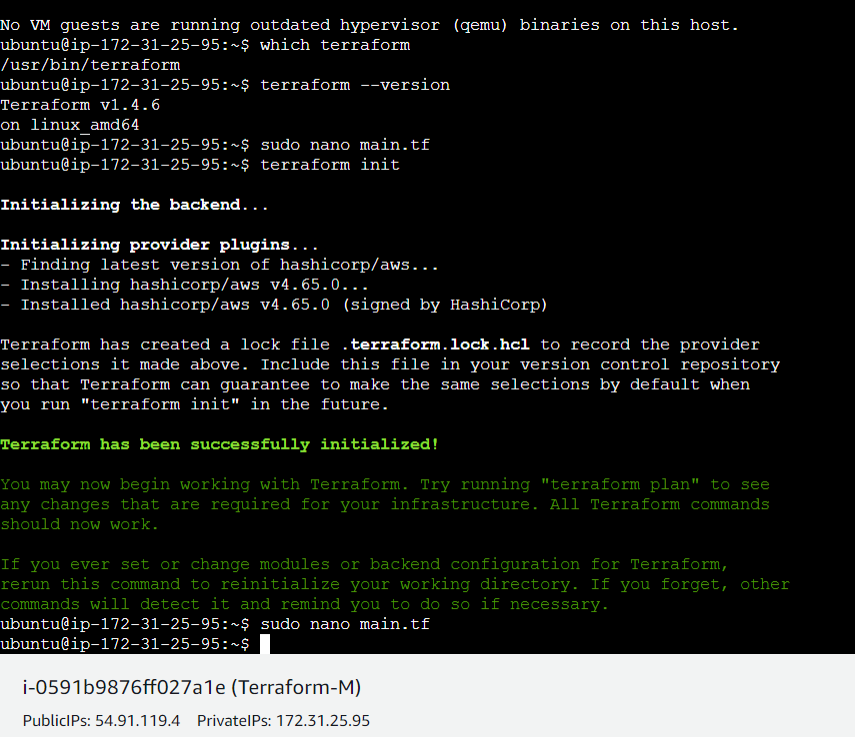 No VM guests are running outdated hypervisor (qemu) binaries on this host.
ubuntu@ip-172-31-25-95:~$ which terraform
/usr/bin/terraform
ubuntu@ip-172-31-25-95:~$ terraform --version
Terraform v1.4.6
on linux_amd64
ubuntu@ip-172-31-25-95:~$ sudo nano main.tf
ubuntu@ip-172-31-25-95:~$ terraform init
Initializing the backend...
Initializing provider plugins...
- Finding latest version of hashicorp/aws...
- Installing hashicorp/aws v4.65.0...
- Installed hashicorp/aws v4.65.0 (signed by HashiCorp)
Terraform has created a lock file .terraform.lock.hcl to record the provider
selections it made above. Include this file in your version control repository
so that Terraform can guarantee to make the same selections by default when
you run "terraform init" in the future.
Terraform has been successfully initialized!
You may now begin working with Terraform. Try running "terraform plan" to see
any changes that are required for your infrastructure. All Terraform commands
should now work.
If you ever set or change modules or backend configuration for Terraform,
rerun this command to reinitialize your working directory. If you forget, other
commands will detect it and remind you to do so if necessary.
ubuntu@ip-172-31-25-95:~$ sudo nano main.tf
ubuntu@ip-172-31-25-95:~$
i-0591b9876ff027a1e (Terraform-M)
PublicIPs: 54.91.119.4 PrivateIPs: 172.31.25.95